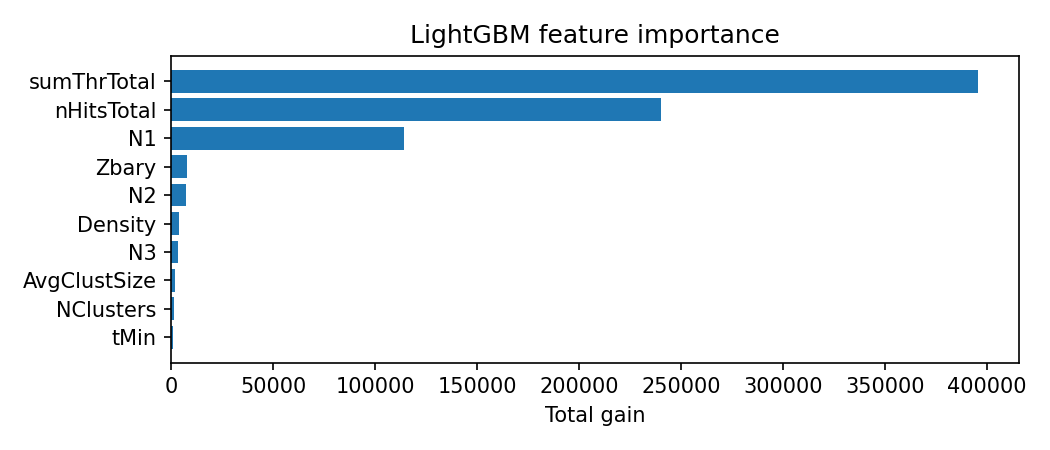 LightGBM feature importance
sumThrTotal
nHitsTotal
N1
Zbary
N2
Density
N3
AvgClustSize
NClusters
tMin
0 50000 100000 150000 200000 250000 300000 350000 400000
Total gain